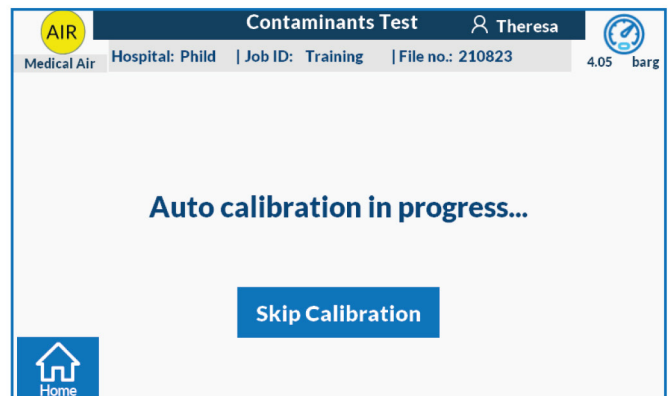 AIR
Medical Air
Contaminants Test
Theresa
Hospital: Phild | Job ID: Training | File no.: 210823
4.05 barg
Auto calibration in progress...
Skip Calibration
Home